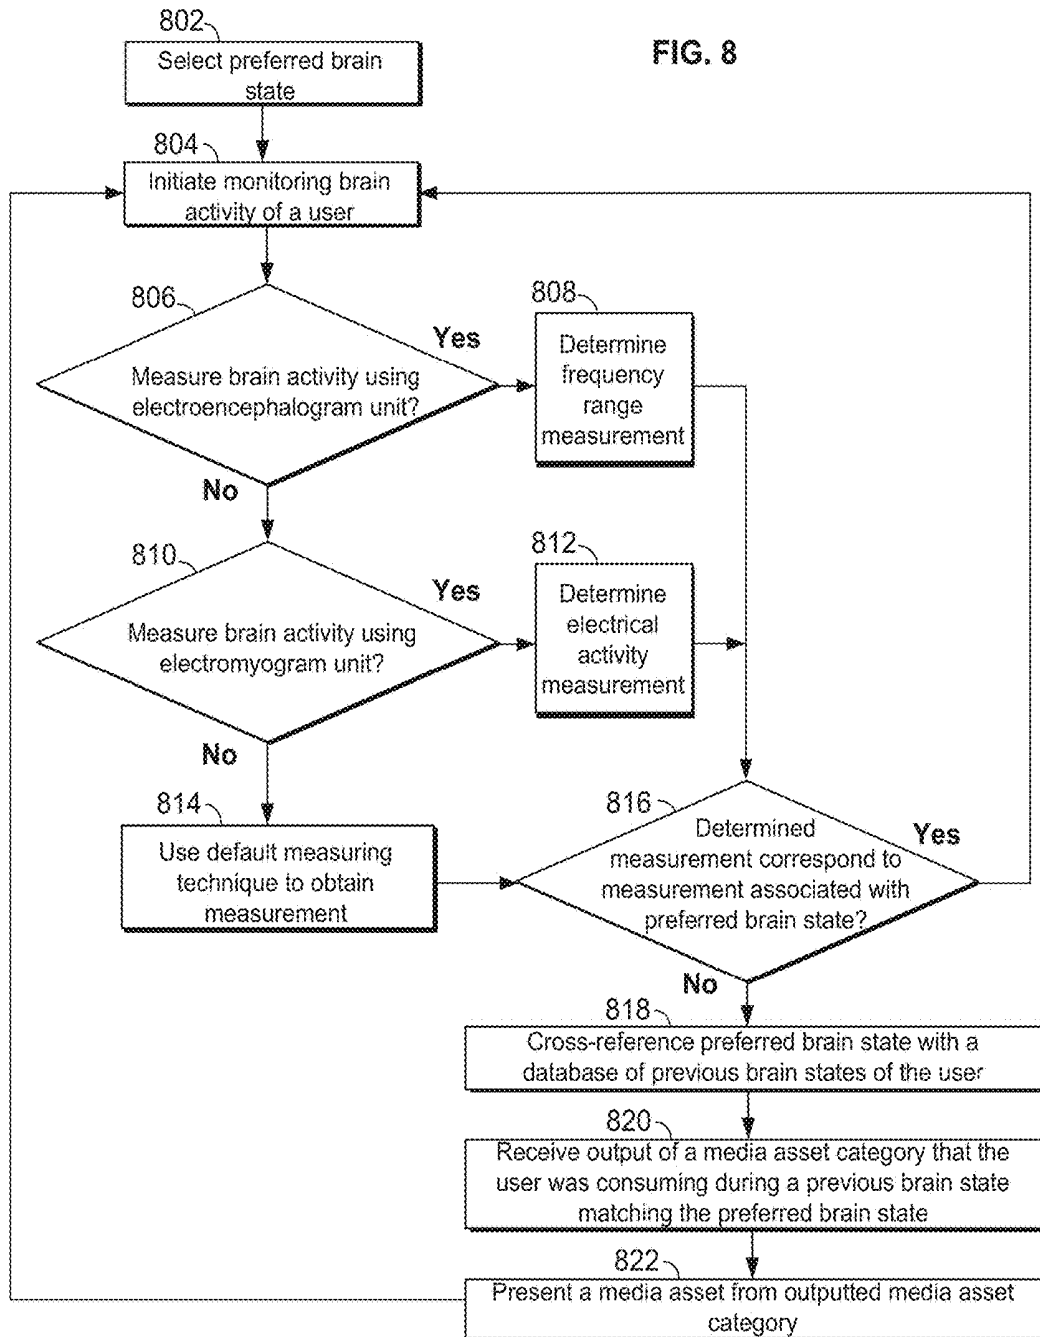 802
FIG. 8
Select preferred brain
state
804
Initiate monitoring brain
activity of a user
806
Yes
808
Measure brain activity using
electroencephalogram unit?
Determine
frequency
range
measurement
No
810
Yes
812
Measure brain activity using
electromyogram unit?
Determine
electrical
activity
measurement
No
814
Use default measuring
technique to obtain
measurement
816
Yes
Determined
measurement correspond to
measurement associated with
preferred brain state?
No
818
Cross-reference preferred brain state with a
database of previous brain states of the user
820
Receive output of a media asset category that the
user was consuming during a previous brain state
matching the preferred brain state
822
Present a media asset from outputted media asset
category